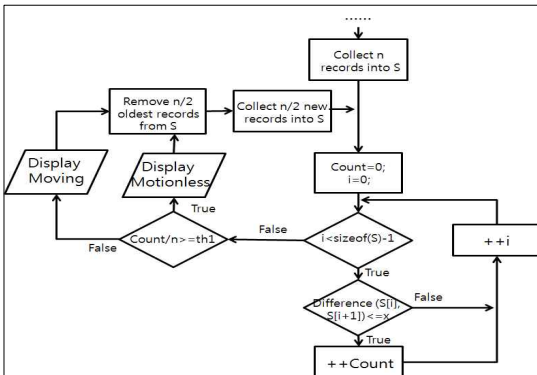 ......
Collect n
records into S
Remove n/2
oldest records
from S
Collect n/2 new
records into S
Display
Moving
Display
Motionless
Count=0;
i=0;
True
False
Count/n>=th1
False
i<sizeof(S)-1
++i
True
Difference (S[i],
S[i+1])<=x
False
True
++Count